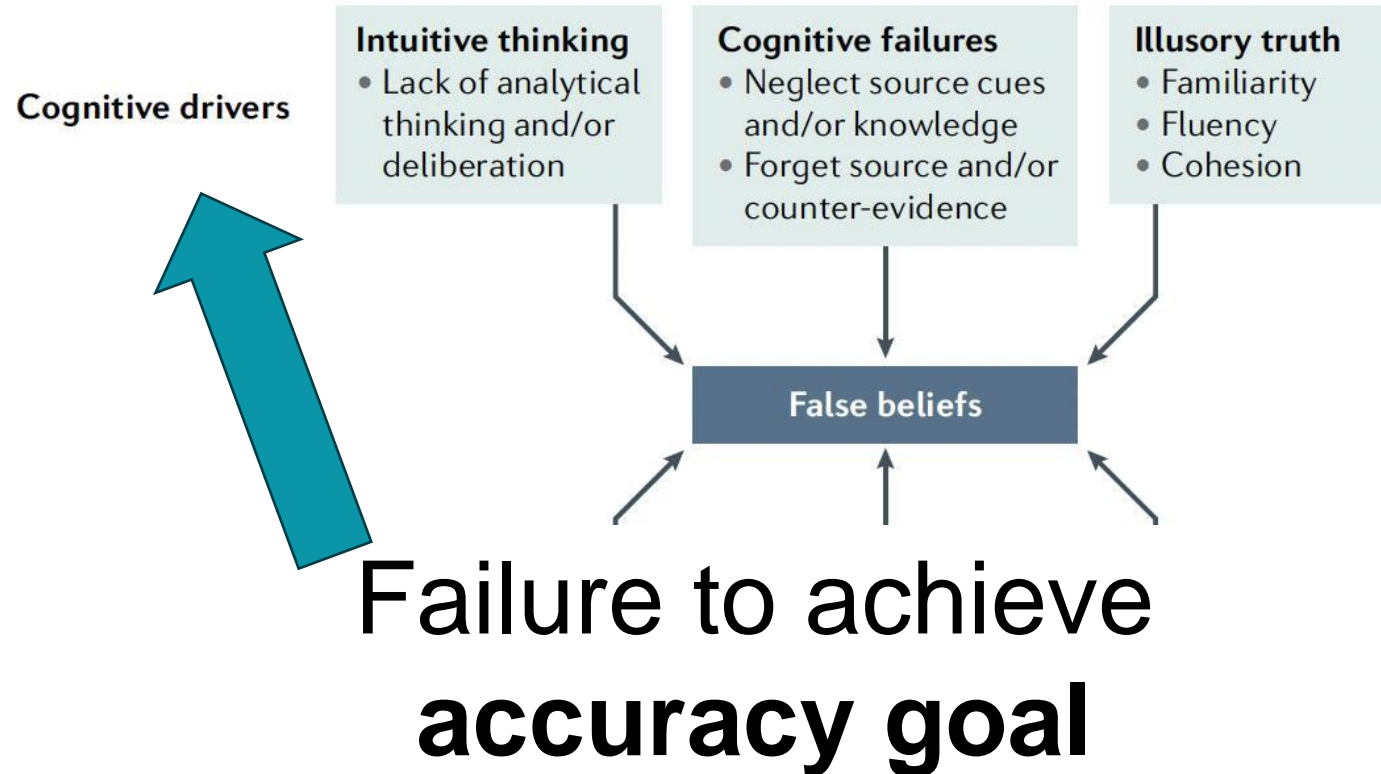 Cognitive drivers
Intuitive thinking
• Lack of analytical
thinking and/or
deliberation
Cognitive failures
• Neglect source cues
and/or knowledge
• Forget source and/or
counter-evidence
Illusory truth
• Familiarity
• Fluency
• Cohesion
False beliefs
Failure to achieve
accuracy goal